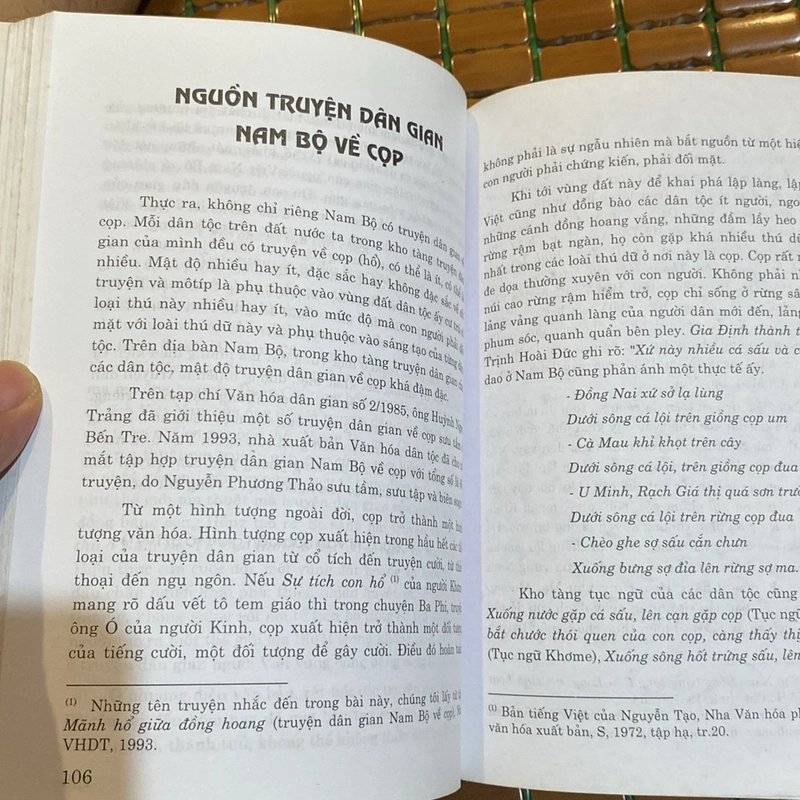 NGUỒN TRUYỆN DÂN GIAN
NAM BỘ VỀ CỌP
Thực ra, không chỉ riêng Nam Bộ có truyện dân gian về
cọp. Mỗi dân tộc trên đất nước ta trong kho tàng truyện dân
gian của mình đều có truyện về cọp (hổ), có thể là ít, có thể là
nhiều. Mật độ nhiều hay ít, đặc sắc hay không đặc sắc về
truyện và môtíp là phụ thuộc vào vùng đất dân tộc ấy cư trú
loại thú này nhiều hay ít, vào mức độ mà con người phải
mặt với loài thú dữ này và phụ thuộc vào sáng tạo của từng dân
tộc. Trên địa bàn Nam Bộ, trong kho tàng truyện dân gian của
các dân tộc, mật độ truyện dân gian về cọp khá đậm đặc.
Trên tạp chí Văn hóa dân gian số 2/1985, ông Huỳnh Ngọc
Trảng đã giới thiệu một số truyện dân gian về cọp sưu tầm
Bến Tre. Năm 1993, nhà xuất bản Văn hóa dân tộc đã cho
mắt tập hợp truyện dân gian Nam Bộ về cọp với tổng số là
truyện, do Nguyễn Phương Thảo sưu tầm, sưu tập và biên soạn.
Từ một hình tượng ngoài đời, cọp trở thành một hình
tượng văn hóa. Hình tượng cọp xuất hiện trong hầu hết các thể
loại của truyện dân gian từ cổ tích đến truyện cười, từ thần
thoại đến ngụ ngôn. Nếu Sự tích con hổ (1) của người Khơme
mang rõ dấu vết tô tem giáo thì trong chuyện Ba Phi, truyện
ông Ó của người Kinh, cọp xuất hiện trở thành một đối tượng
của tiếng cười, một đối tượng để gây cười. Điều đó hoàn toàn
(1) Những tên truyện nhắc đến trong bài này, chúng tôi lấy từ
Mãnh hổ giữa đồng hoang (truyện dân gian Nam Bộ về cọp).
VHDT, 1993.
106
không phải là sự ngẫu nhiên mà bắt nguồn từ một hiện
con người phải chứng kiến, phải đối mặt.
Khi tới vùng đất này để khai phá lập làng, lập
Việt cũng như đồng bào các dân tộc ít người, ngo
những cánh đồng hoang vắng, những đầm lầy heo
rừng rậm bạt ngàn, họ còn gặp khá nhiều thú dữ
nhất trong các loài thú dữ ở nơi này là cọp. Cọp rất
đe dọa thường xuyên với con người. Không phải
núi cao rừng rậm hiểm trở, cọp chỉ sống ở rừng
lảng vảng quanh làng của người dân mới đến, lảng
phum sóc, quanh quẩn bên pley. Gia Định thành
Trịnh Hoài Đức ghi rõ: "Xứ này nhiều cá sấu và
dao ở Nam Bộ cũng phản ánh một thực tế ấy.
- Đồng Nai xứ sở lạ lùng
Dưới sông cá lội trên giồng cọp um
- Cà Mau khỉ khọt trên cây
Dưới sông cá lội, trên giồng cọp đua
- U Minh, Rạch Giá thị quá sơn trường
Dưới sông cá lội trên rừng cọp đua
- Chèo ghe sợ sấu cắn chưn
Xuống bưng sợ đỉa lên rừng sợ ma.
Kho tàng tục ngữ của các dân tộc cũng
Xuống nước gặp cá sấu, lên cạn gặp cọp (Tục
bắt chước thói quen của con cọp, càng thấy
(Tục ngữ Khơme), Xuống sông hốt trứng sấu, lên
(1) Bản tiếng Việt của Nguyễn Tạo, Nha Văn hóa
văn hóa xuất bản, S, 1972, tập hạ, tr.20.